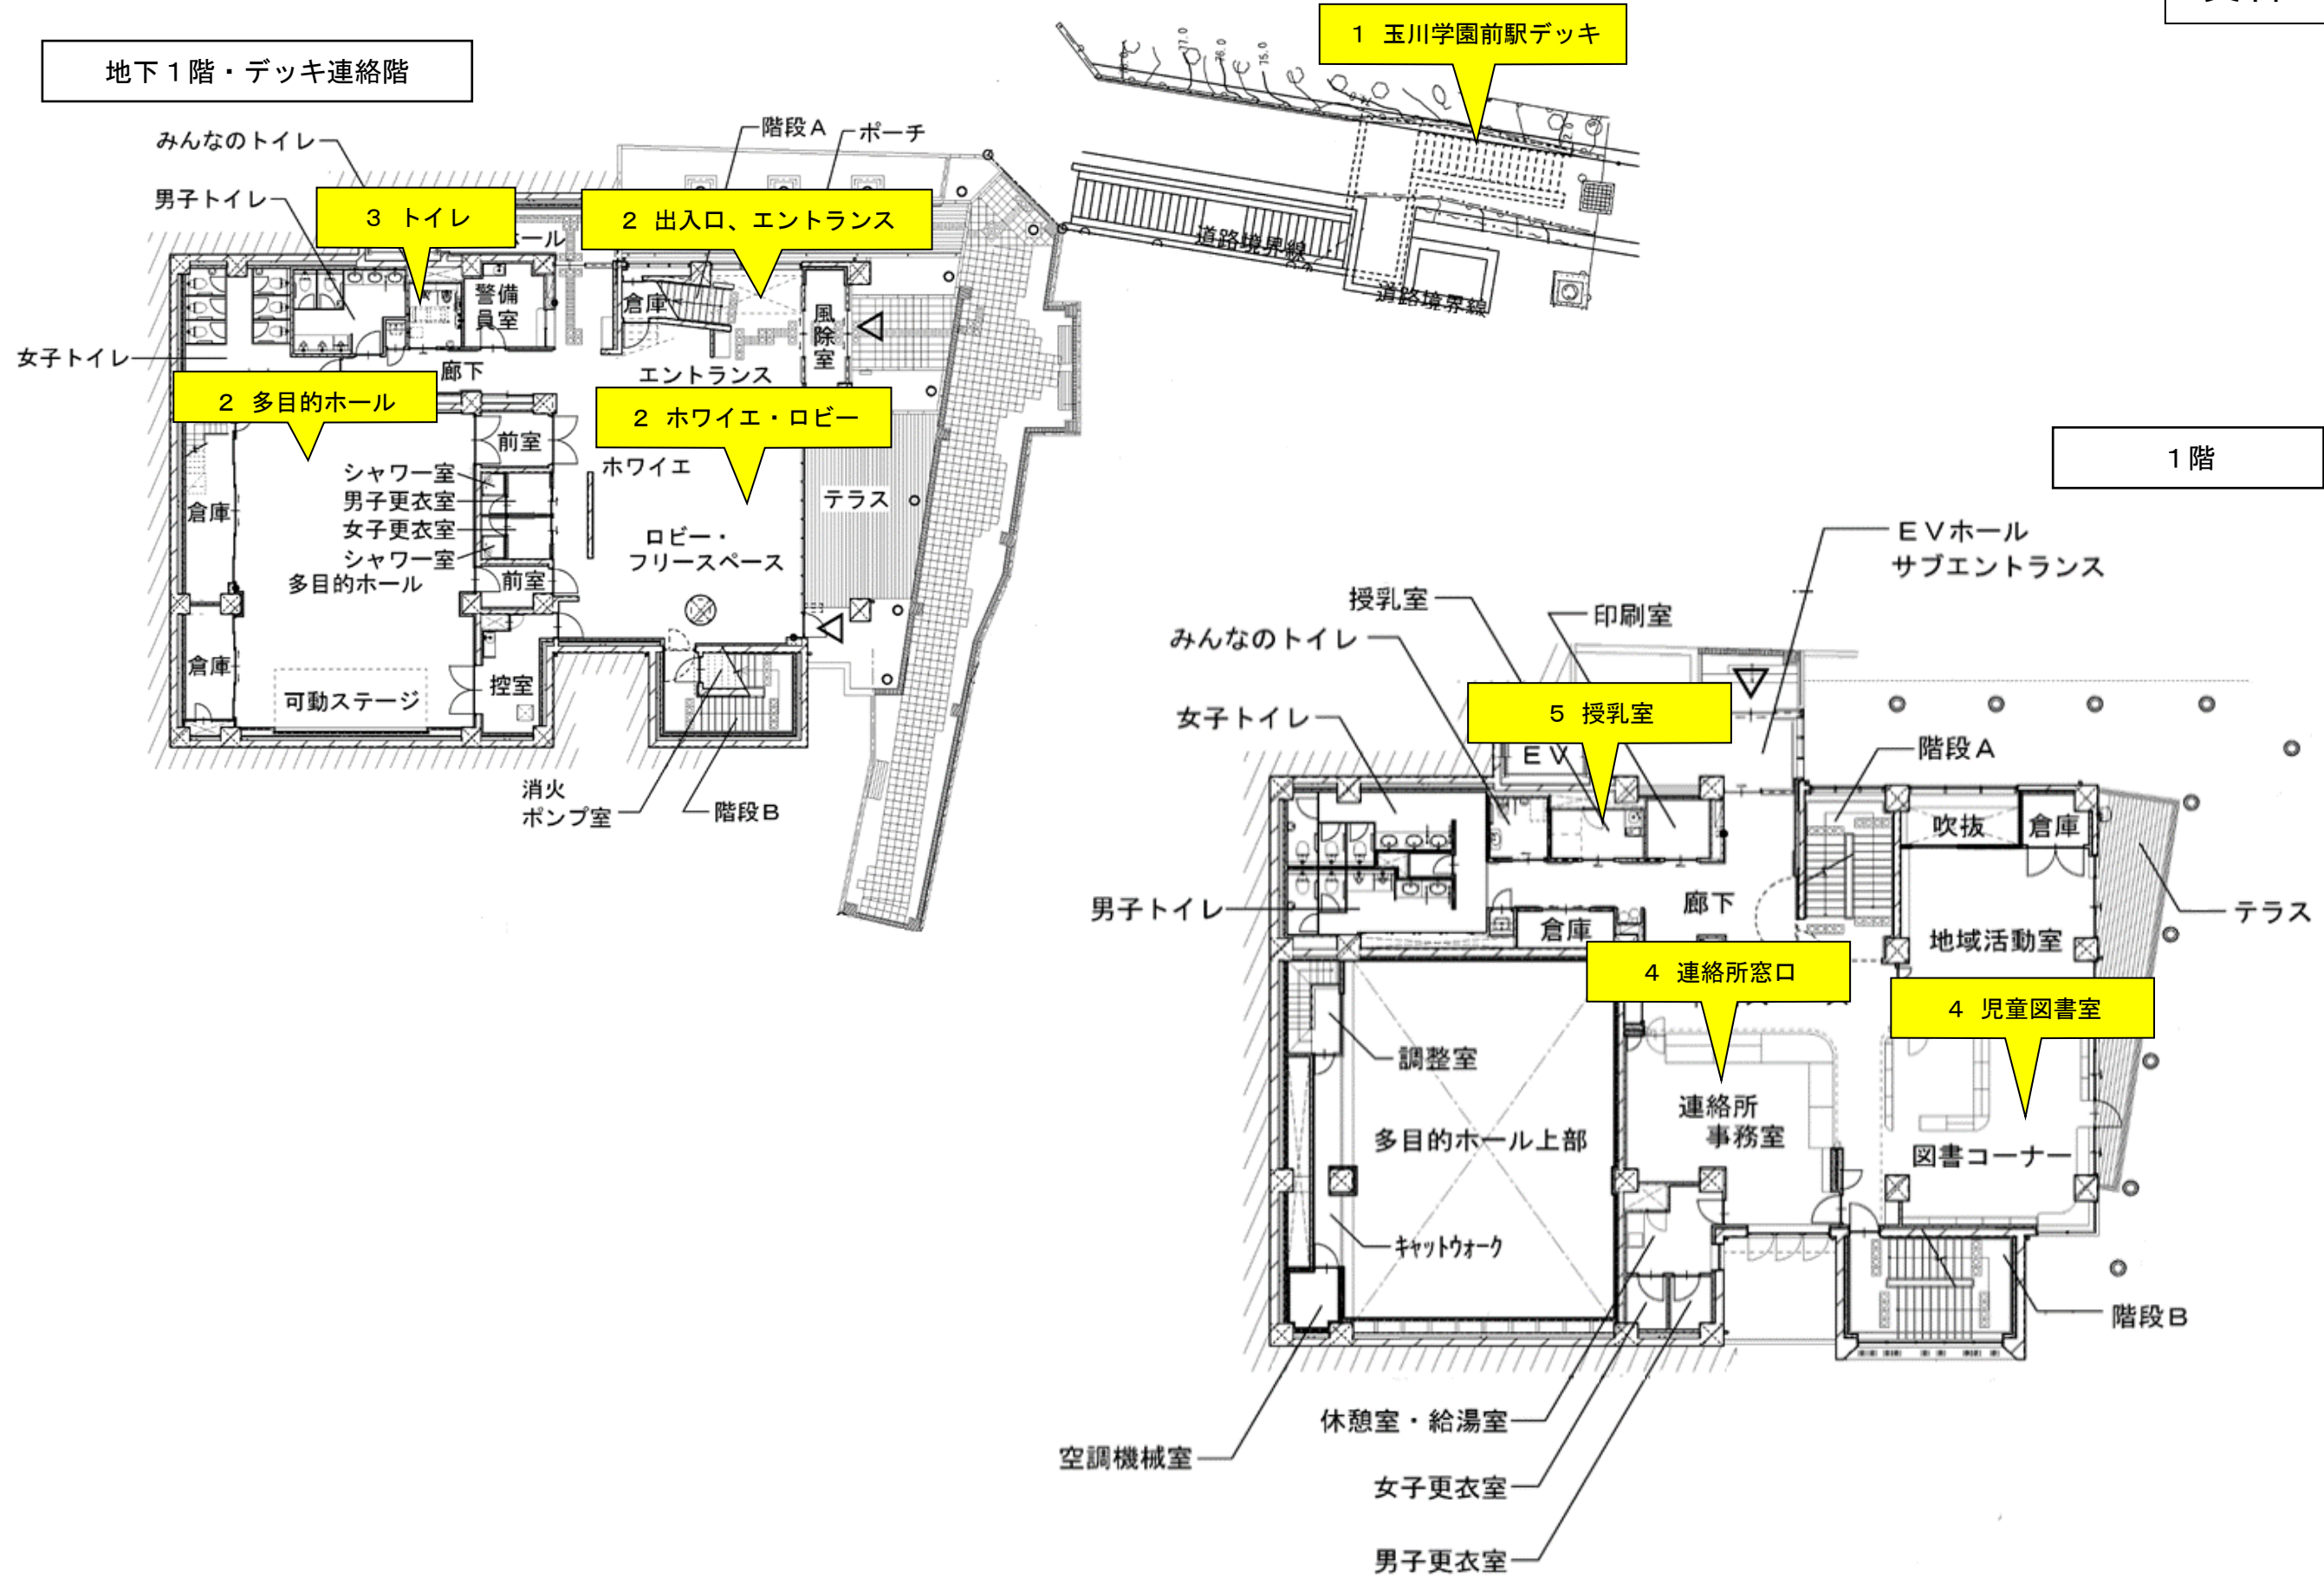 地下１階・デッキ連絡階
1 玉川学園前駅デッキ
77.0
76.0
75.0
道路境界線
道路境界線
階段A
ポーチ
みんなのトイレ
男子トイレ
3 トイレ
2 出入口、エントランス
ール
倉庫
警備
員室
風除室
女子トイレ
廊下
エントランス
2 多目的ホール
2 ホワイエ・ロビー
前室
ホワイエ
シャワー室
男子更衣室
女子更衣室
シャワー室
倉庫
テラス
ロビー・
フリースペース
多目的ホール
前室
倉庫
控室
可動ステージ
消火
ポンプ室
階段B
１階
EVホール
サブエントランス
授乳室
印刷室
みんなのトイレ
5 授乳室
女子トイレ
EV
階段A
吹抜
倉庫
男子トイレ
廊下
テラス
倉庫
地域活動室
4 連絡所窓口
4 児童図書室
調整室
連絡所
事務室
多目的ホール上部
図書コーナー
キャットウォーク
階段B
休憩室・給湯室
空調機械室
女子更衣室
男子更衣室